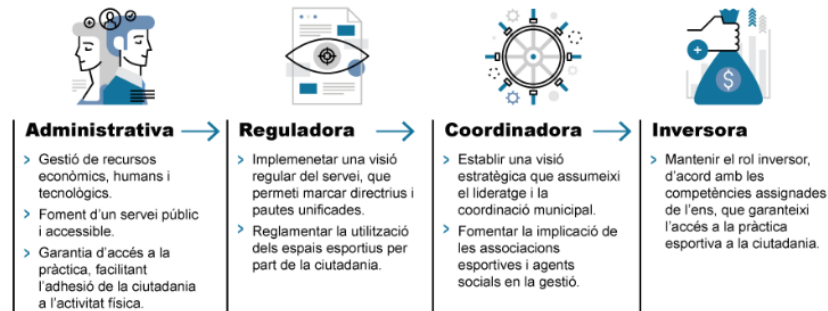 Administrativa
> Gestió de recursos
econòmics, humans i
tecnològics.
> Foment d'un servei públic
i accessible.
> Garantia d'accés a la
pràctica, facilitant
l'adhesió de la ciutadania
a l'activitat física.
Reguladora
> Implemenetar una visió
regular del servei, que
permeti marcar directrius i
pautes unificades.
> Reglamentar la utilització
dels espais esportius per
part de la ciutadania.
Coordinadora
> Establir una visió
estratègica que assumeixi
el lideratge i la
coordinació municipal.
> Fomentar la implicació de
les associacions
esportives i agents
socials en la gestió.
Inversora
> Mantenir el rol inversor,
d'acord amb les
competències assignades
de l'ens, que garanteixi
l'accés a la pràctica
esportiva a la ciutadania.
$